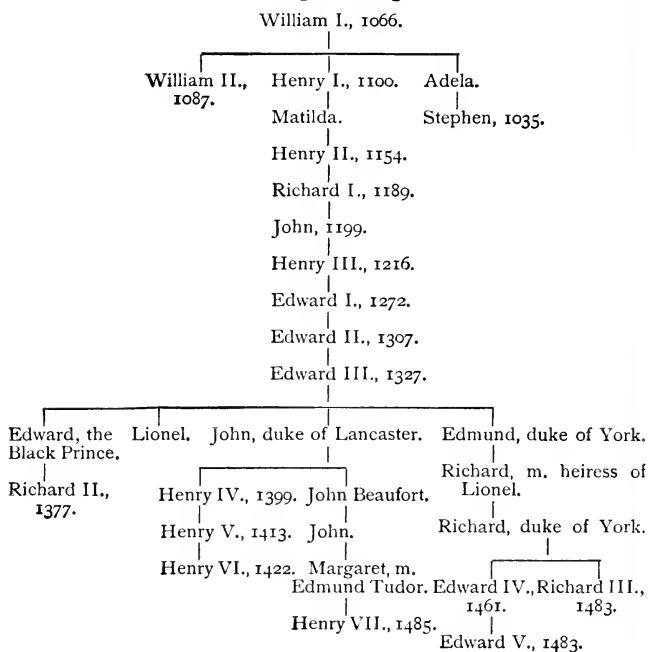 William I., 1066.
William II., Henry I., 1100. Adela.
1087.
Matilda. Stephen, 1035.
Henry II., 1154.
Richard I., 1189.
John, 1199.
Henry III., 1216.
Edward I., 1272.
Edward II., 1307.
Edward III., 1327.
Edward, the Lionel. John, duke of Lancaster. Edmund, duke of York.
Black Prince.
Richard, m. heiress of
Richard II., Henry IV., 1399. John Beaufort. Lionel.
1377.
Henry V., 1413. John. Richard, duke of York.
Henry VI., 1422. Margaret, m.
Edmund Tudor. Edward IV., Richard III.,
1461. 1483.
Henry VII., 1485.
Edward V., 1483.